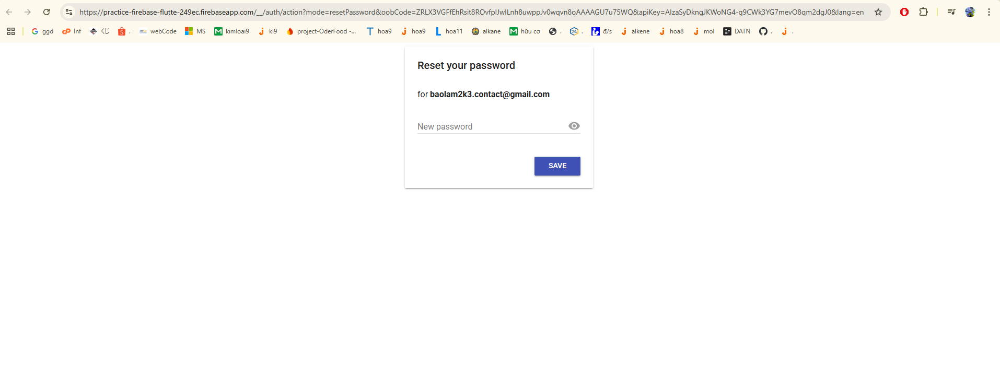 https://practice-firebase-flutte-249ec.firebaseapp.com/__/auth/action?mode=resetPassword&oobCode=ZRLX3VGFfEhRsit8ROvfpIJwILnh8uwppJv0wqvn8oAAAAGU7u75WQ&apiKey=AIzaSyDkngJKWoNG4-q9CWk3YG7mevO8qm2dgJ0&lang=en
ggd Inf くじ . webCode MS kimloai9 kl9 project-OderFood -... hoa9 hoa9 hoa11 alkane hữu cơ . . đ/s alkene hoa8 mol DATN . .
Reset your password
for baolam2k3.contact@gmail.com
New password
SAVE